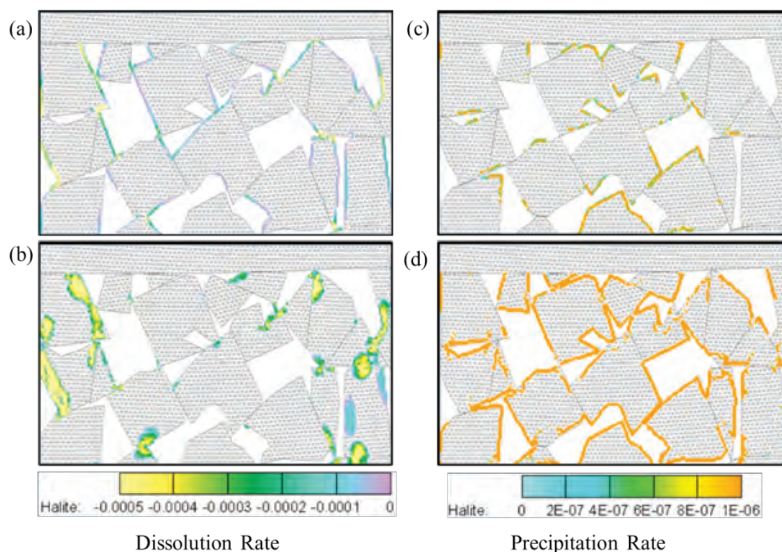 (a)
(c)
(b)
(d)
Halite: -0.0005 -0.0004 -0.0003 -0.0002 -0.0001 0
Halite: 0 2E-07 4E-07 6E-07 8E-07 1E-06
Dissolution Rate
Precipitation Rate